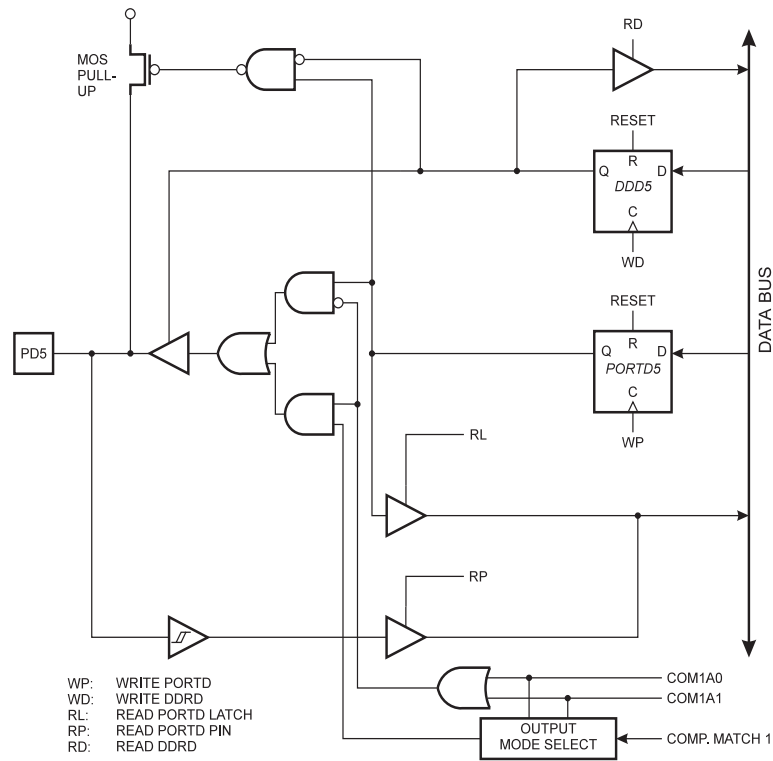 RD
MOS
PULL-
UP
RESET
R
Q
D
DDD5
C
WD
RESET
R
Q
D
PORTD5
C
WP
DATA BUS
PD5
RL
RP
WP: WRITE PORTD
WD: WRITE DDRD
RL: READ PORTD LATCH
RP: READ PORTD PIN
RD: READ DDRD
COM1A0
COM1A1
OUTPUT
MODE SELECT
COMP. MATCH 1